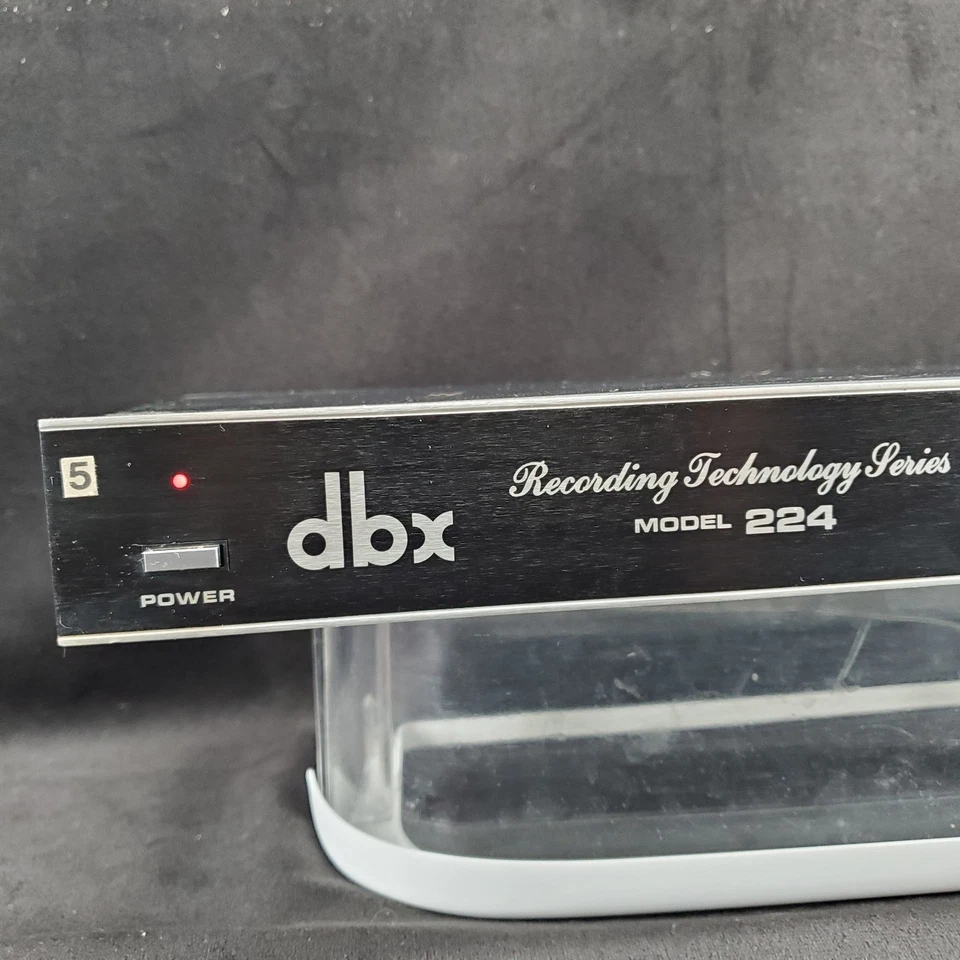 5
POWER
dbx
Recording Technology Series
MODEL 224